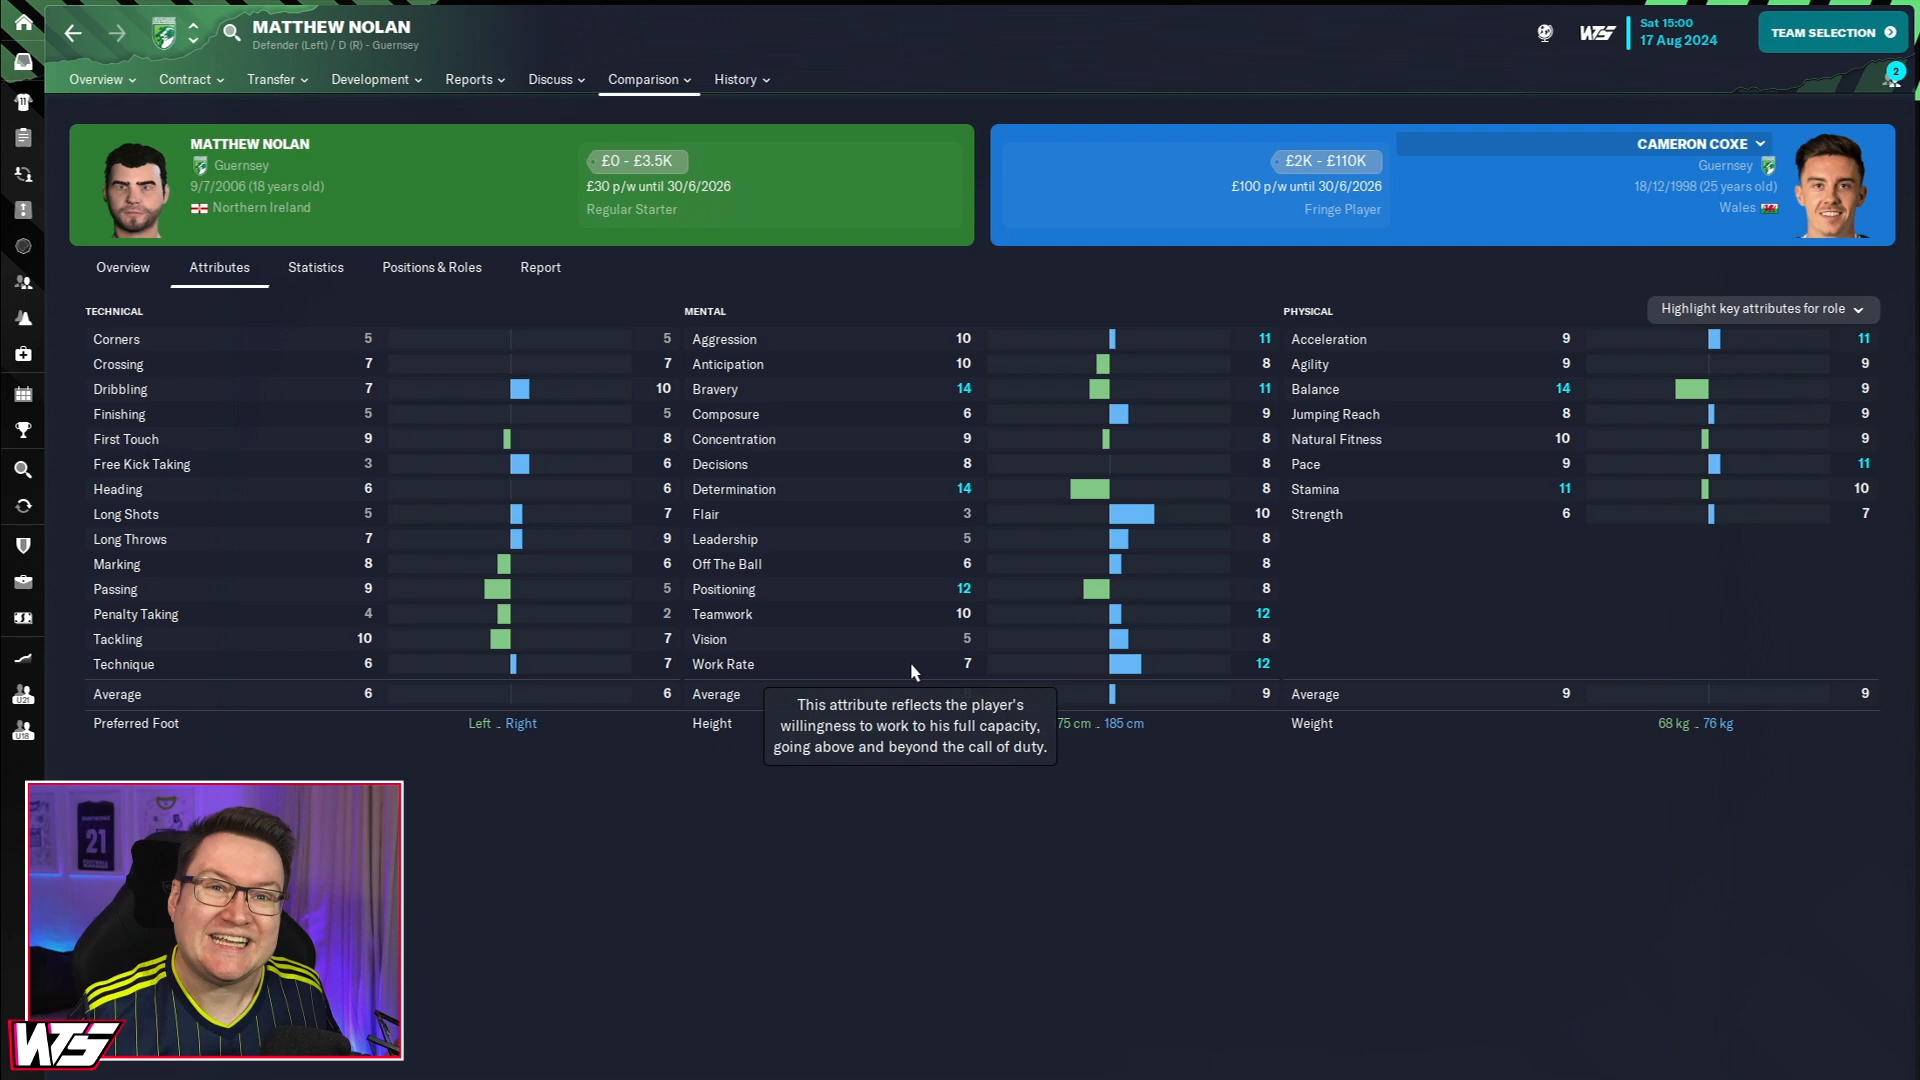 MATTHEW NOLAN
Defender (Left) / D (R) - Guernsey
WTS
Sat 15:00
17 Aug 2024
TEAM SELECTION
Overview Contract Transfer Development Reports Discuss Comparison History
2
MATTHEW NOLAN
Guernsey
9/7/2006 (18 years old)
Northern Ireland
£0 - £3.5K
£30 p/w until 30/6/2026
Regular Starter
£2K - £110K
£100 p/w until 30/6/2026
Fringe Player
CAMERON COXE
Guernsey
18/12/1998 (25 years old)
Wales
Overview Attributes Statistics Positions & Roles Report
Highlight key attributes for role
TECHNICAL
Corners 5 5
Crossing 7 7
Dribbling 7 10
Finishing 5 5
First Touch 9 8
Free Kick Taking 3 6
Heading 6 6
Long Shots 5 7
Long Throws 7 9
Marking 8 6
Passing 9 5
Penalty Taking 4 2
Tackling 10 7
Technique 6 7
Average 6 6
Preferred Foot Left - Right
MENTAL
Aggression 10 11
Anticipation 10 8
Bravery 14 11
Composure 6 9
Concentration 9 8
Decisions 8 8
Determination 14 8
Flair 3 10
Leadership 5 8
Off The Ball 6 8
Positioning 12 8
Teamwork 10 12
Vision 5 8
Work Rate 7 12
Average 9
Height 75 cm - 185 cm
This attribute reflects the player's
willingness to work to his full capacity,
going above and beyond the call of duty.
PHYSICAL
Acceleration 9 11
Agility 9 9
Balance 14 9
Jumping Reach 8 9
Natural Fitness 10 9
Pace 9 11
Stamina 11 10
Strength 6 7
Average 9 9
Weight 68 kg - 76 kg
11
U21
U18
21
WTS